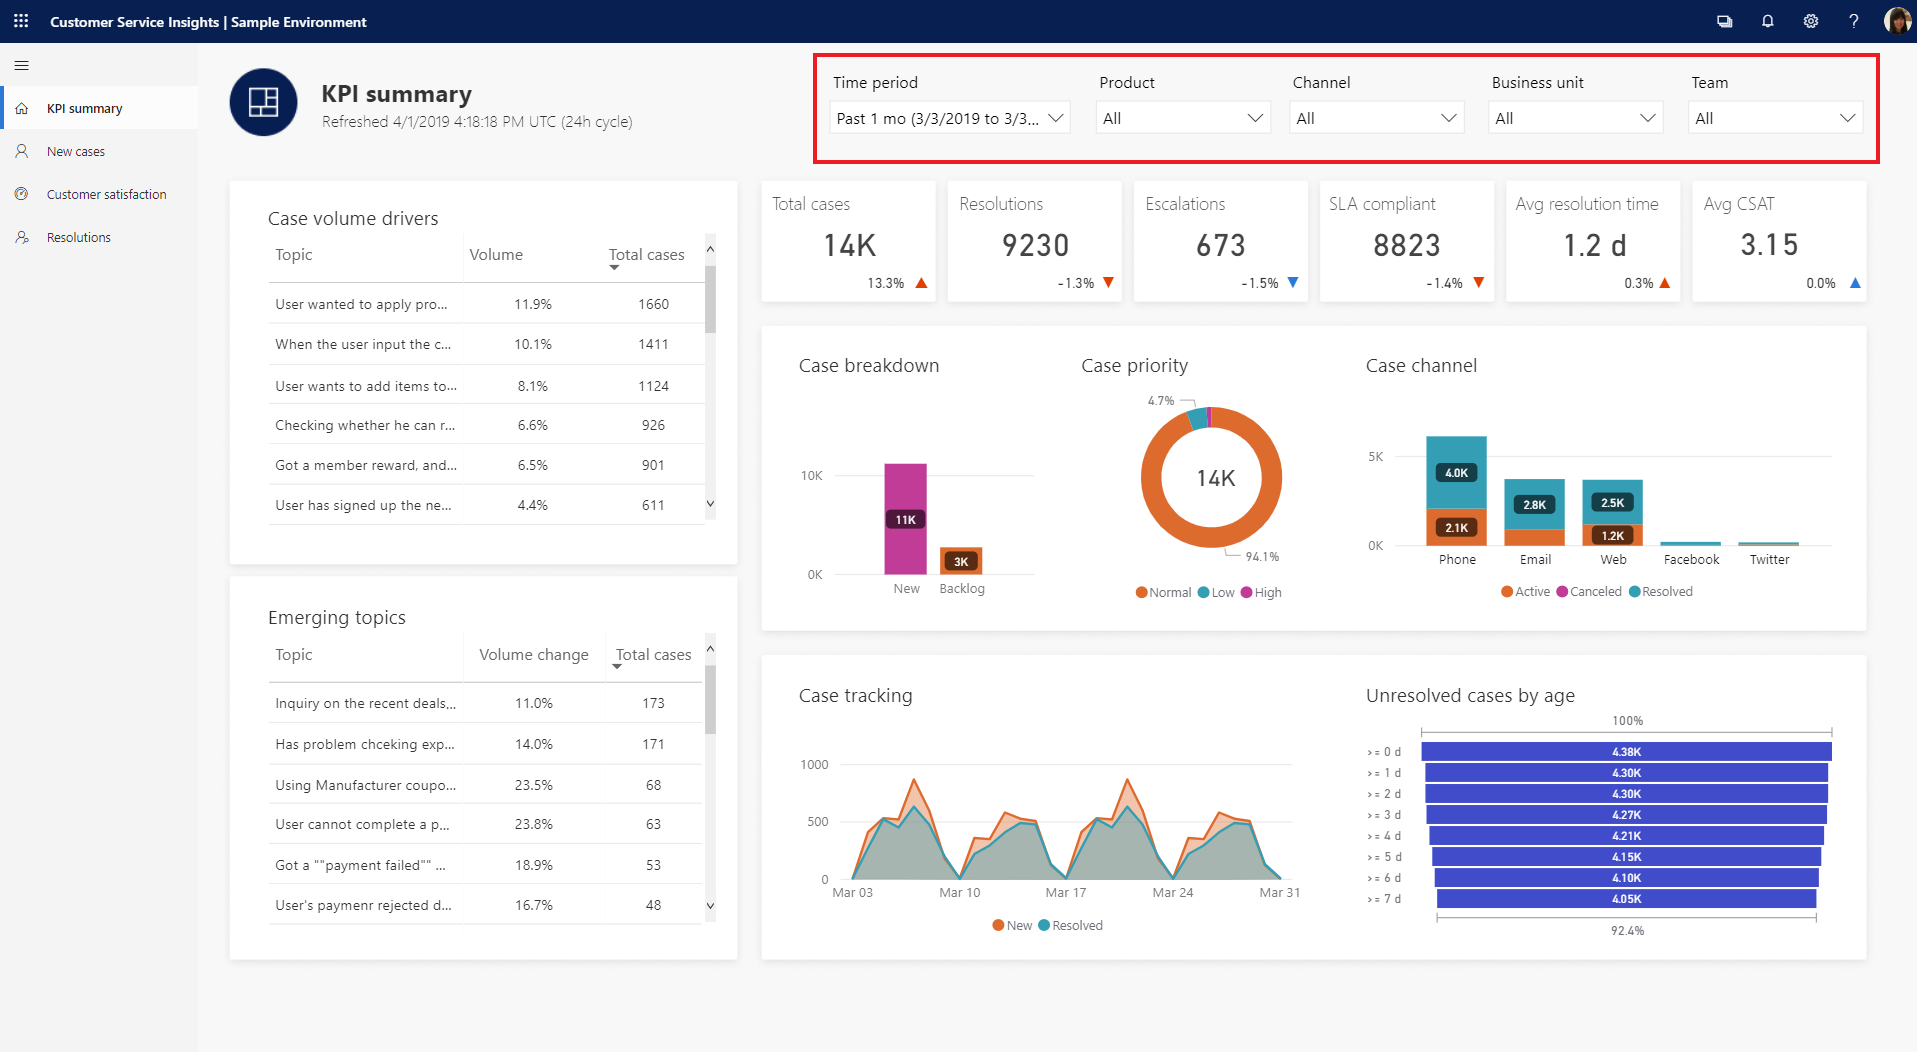 Customer Service Insights | Sample Environment
?
KPI summary
New cases
Customer satisfaction
Resolutions
KPI summary
Refreshed 4/1/2019 4:18:18 PM UTC (24h cycle)
Time period Product Channel Business unit Team
Past 1 mo (3/3/2019 to 3/3... All All All All
Case volume drivers
Topic Volume Total cases
User wanted to apply pro... 11.9% 1660
When the user input the c... 10.1% 1411
User wants to add items to... 8.1% 1124
Checking whether he can r... 6.6% 926
Got a member reward, and... 6.5% 901
User has signed up the ne... 4.4% 611
Emerging topics
Topic Volume change Total cases
Inquiry on the recent deals... 11.0% 173
Has problem chceking exp... 14.0% 171
Using Manufacturer coupo... 23.5% 68
User cannot complete a p... 23.8% 63
Got a ""payment failed"" ... 18.9% 53
User's paymenr rejected d... 16.7% 48
Total cases
14K
13.3%
Resolutions
9230
-1.3%
Escalations
673
-1.5%
SLA compliant
8823
-1.4%
Avg resolution time
1.2 d
0.3%
Avg CSAT
3.15
0.0%
Case breakdown
10K
11K
3K
0K
New Backlog
Case priority
4.7%
14K
94.1%
Normal Low High
Case channel
5K
4.0K
2.8K
2.5K
2.1K
1.2K
0K
Phone Email Web Facebook Twitter
Active Canceled Resolved
Case tracking
1000
500
0
Mar 03 Mar 10 Mar 17 Mar 24 Mar 31
New Resolved
Unresolved cases by age
100%
>= 0 d 4.38K
>= 1 d 4.30K
>= 2 d 4.30K
>= 3 d 4.27K
>= 4 d 4.21K
>= 5 d 4.15K
>= 6 d 4.10K
>= 7 d 4.05K
92.4%